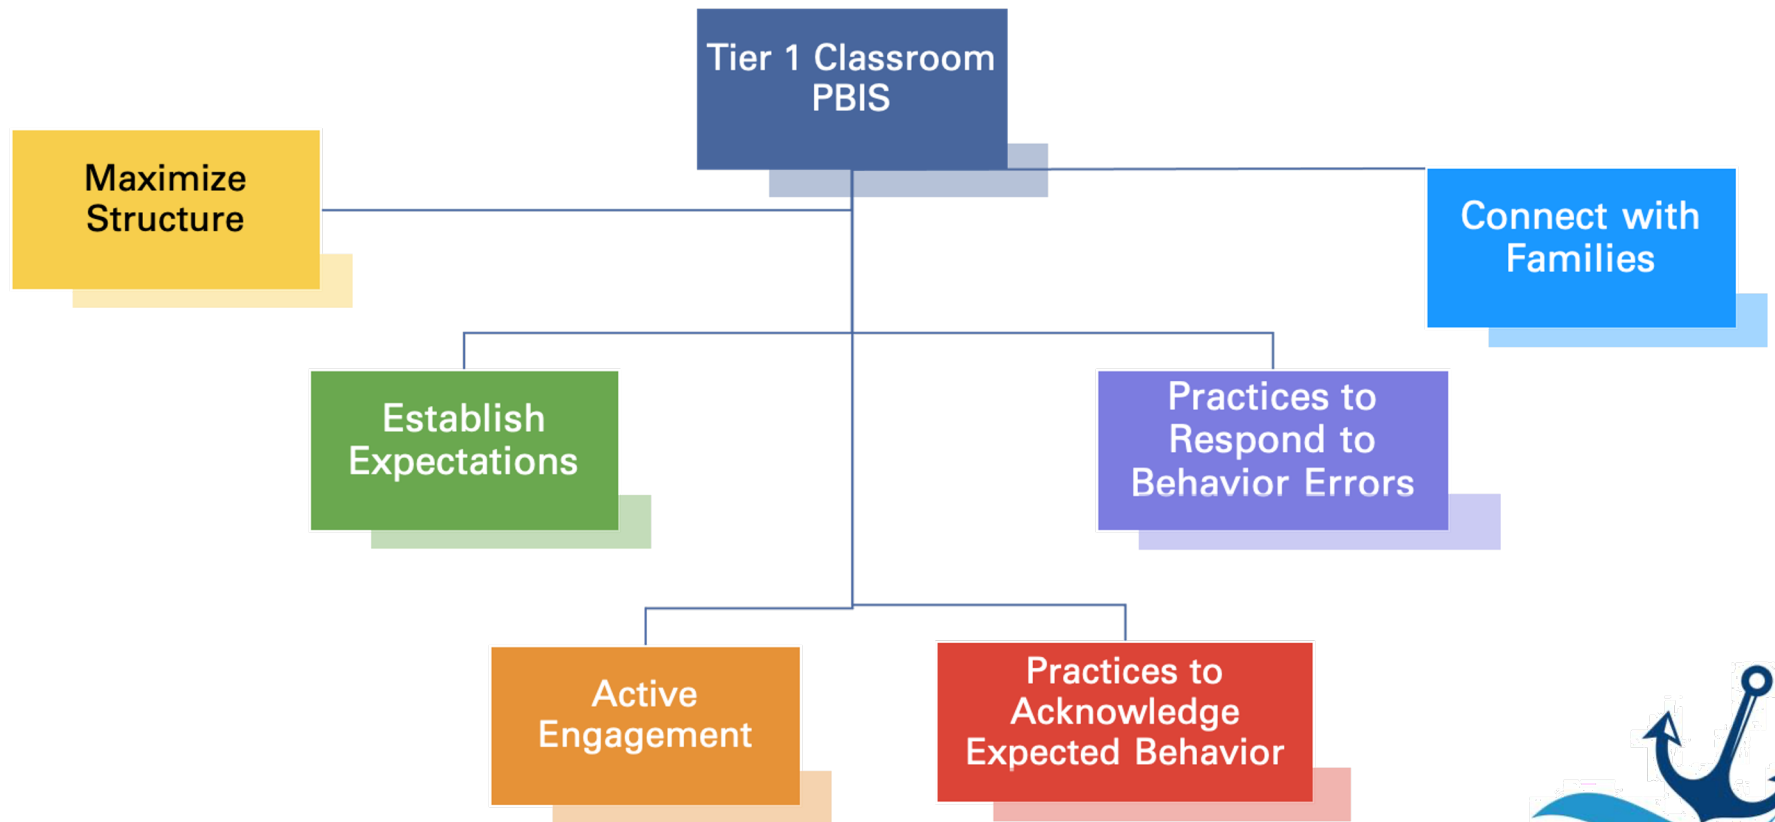 Tier 1 Classroom
PBIS
Maximize
Structure
Connect with
Families
Establish
Expectations
Practices to
Respond to
Behavior Errors
Active
Engagement
Practices to
Acknowledge
Expected Behavior